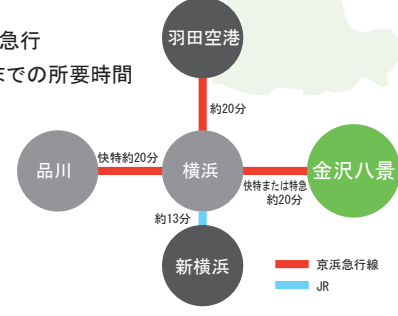 急行
までの所要時間
羽田空港
約20分
品川
快特約20分
横浜
快特または特急
約20分
金沢八景
約13分
新横浜
京浜急行線
JR